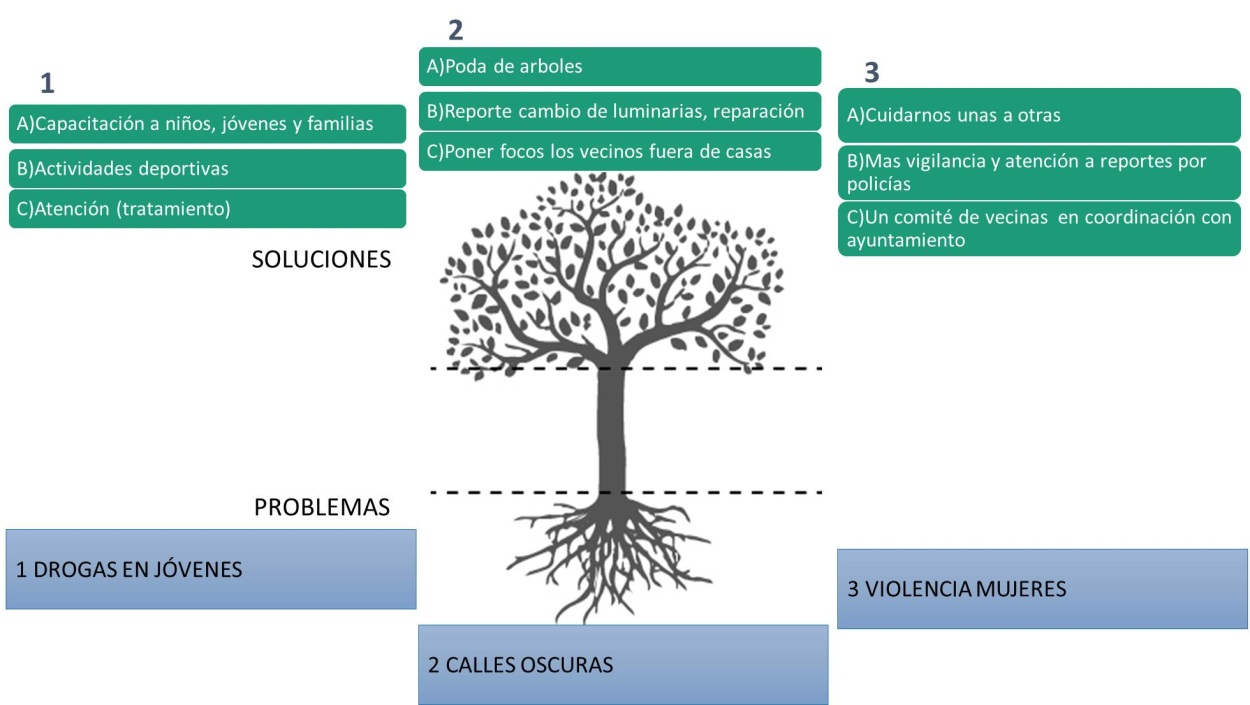 1
A)Capacitación a niños, jóvenes y familias
B)Actividades deportivas
C)Atención (tratamiento)
2
A)Poda de arboles
B)Reporte cambio de luminarias, reparación
C)Poner focos los vecinos fuera de casas
3
A)Cuidarnos unas a otras
B)Mas vigilancia y atención a reportes por
policías
C)Un comité de vecinas en coordinación con
ayuntamiento
SOLUCIONES
PROBLEMAS
1 DROGAS EN JÓVENES
2 CALLES OSCURAS
3 VIOLENCIA MUJERES